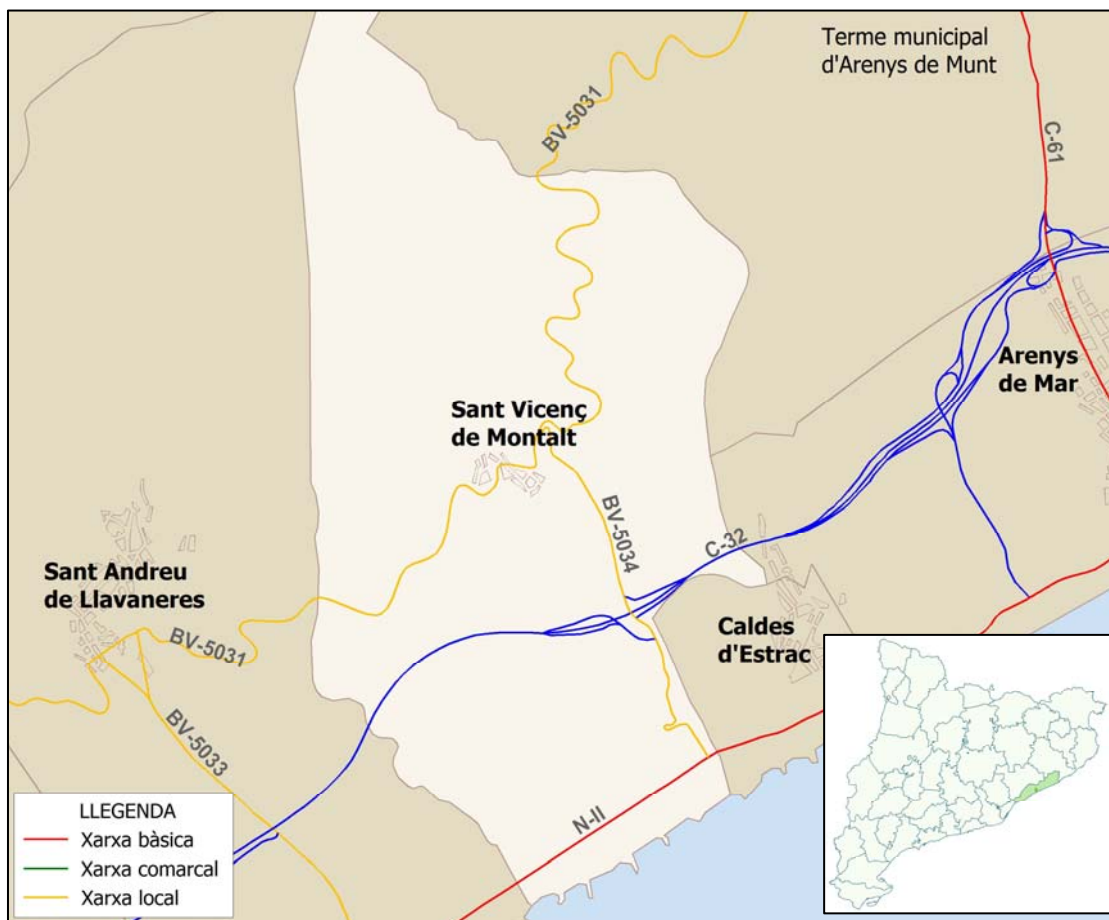 Terme municipal
d'Arenys de Munt
BV-5031
C-61
Arenys
de Mar
Sant Vicenç
de Montalt
BV-5034
C-32
Sant Andreu
de Llavaneres
BV-5031
Caldes
d'Estrac
BV-5033
N-II
LLEGENDA
Xarxa bàsica
Xarxa comarcal
Xarxa local